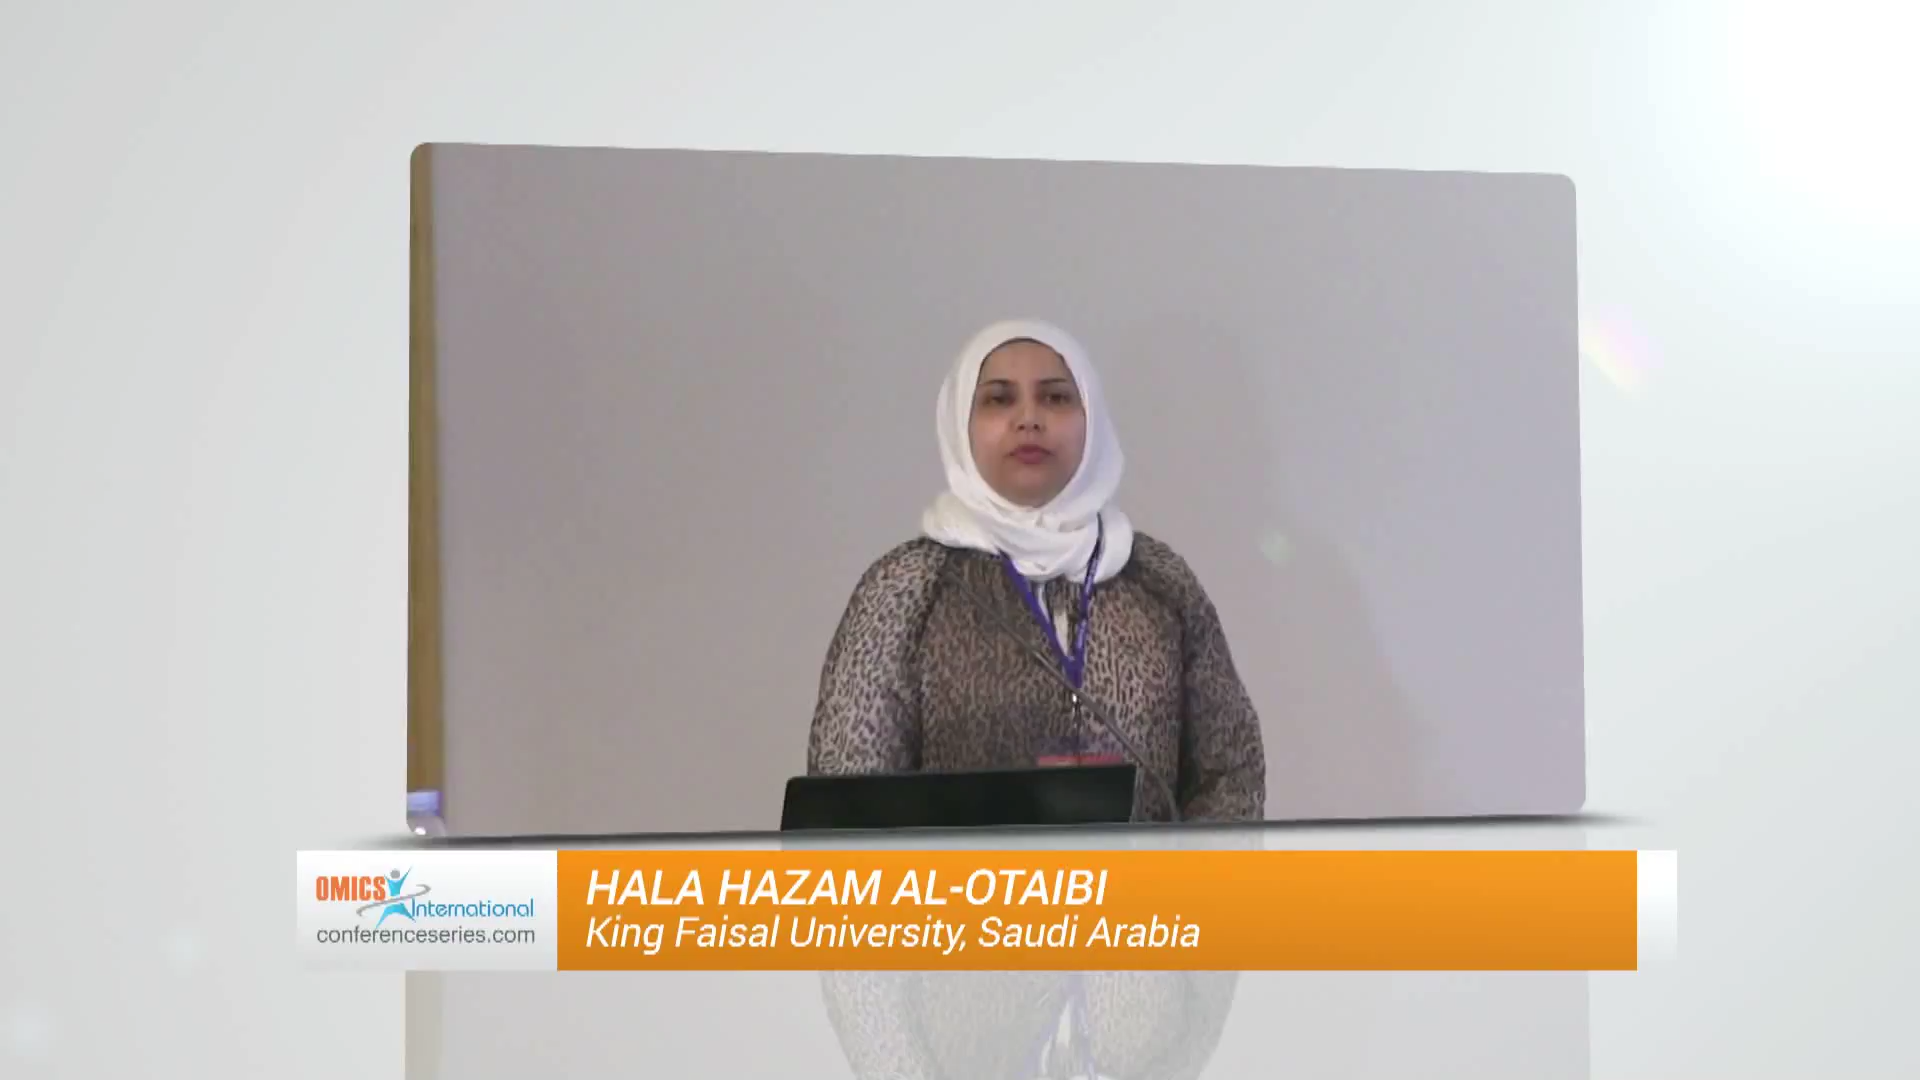 HALA HAZAM AL-OTAIBI
King Faisal University, Saudi Arabia
OMICS
International
conferenceseries.com